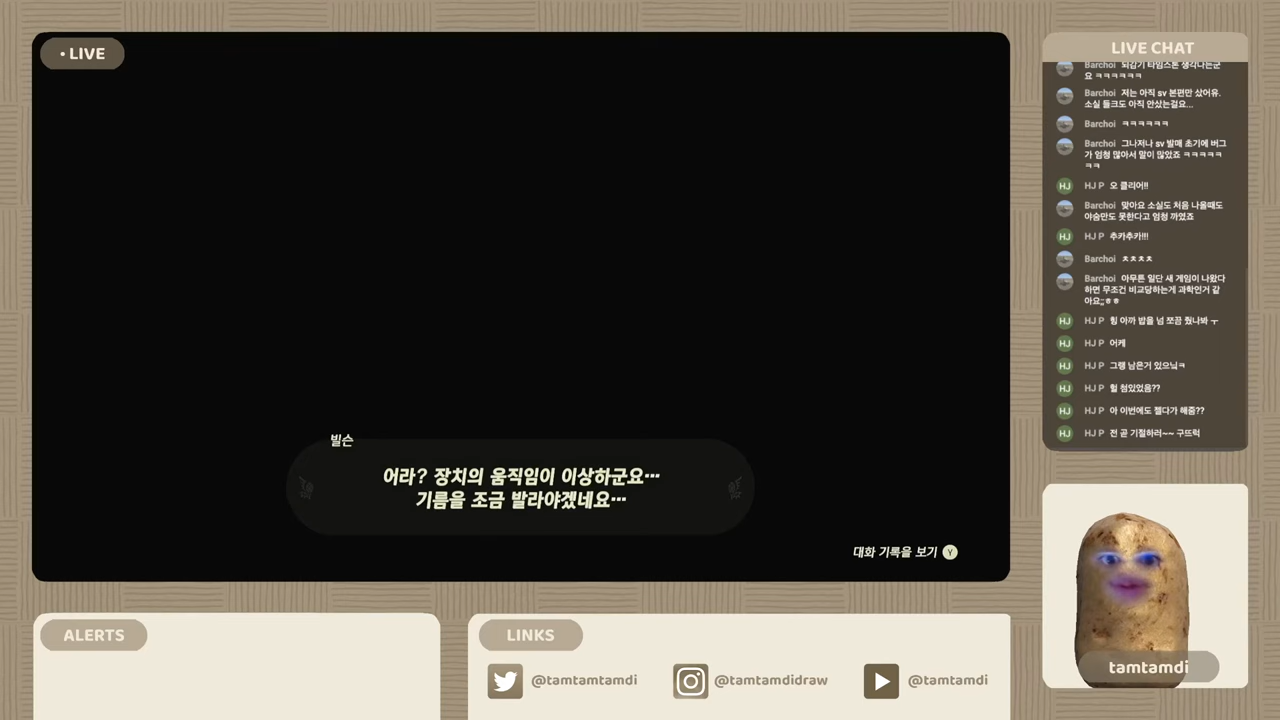 • LIVE
빌슨
어라? 장치의 움직임이 이상하군요…
기름을 조금 발라야겠네요…
대화 기록을 보기 Y
LIVE CHAT
Barchoi 되감기 타임스톤 생각나는군
요 ㅋㅋㅋㅋㅋㅋ
Barchoi 저는 아직 sv 본편만 샀어유.
소실 들크도 아직 안샀는걸요...
Barchoi ㅋㅋㅋㅋㅋㅋ
Barchoi 그나저나 sv 발매 초기에 버그
가 엄청 많아서 말이 많았죠 ㅋㅋㅋㅋㅋ
ㅋㅋ
HJ HJ P 오 클리어!!
Barchoi 맞아요 소실도 처음 나올때도
야숨만도 못한다고 엄청 까였죠
HJ HJ P 추카추카!!!
Barchoi ㅊㅊㅊㅊ
Barchoi 아무튼 일단 새 게임이 나왔다
하면 무조건 비교당하는게 과학인거 같
아요;;ㅎㅎ
HJ HJ P 힝 아까 밥을 넘 쪼끔 줬나봐 ㅜ
HJ HJ P 어케
HJ HJ P 그랭 남은거 있으닠ㅋ
HJ HJ P 헐 첨있었음??
HJ HJ P 아 이번에도 젤다가 해줌??
HJ HJ P 전 곧 기절하러~~ 구뜨럭
tamtamdi
ALERTS
LINKS
@tamtamtamdi
@tamtamdidraw
@tamtamdi